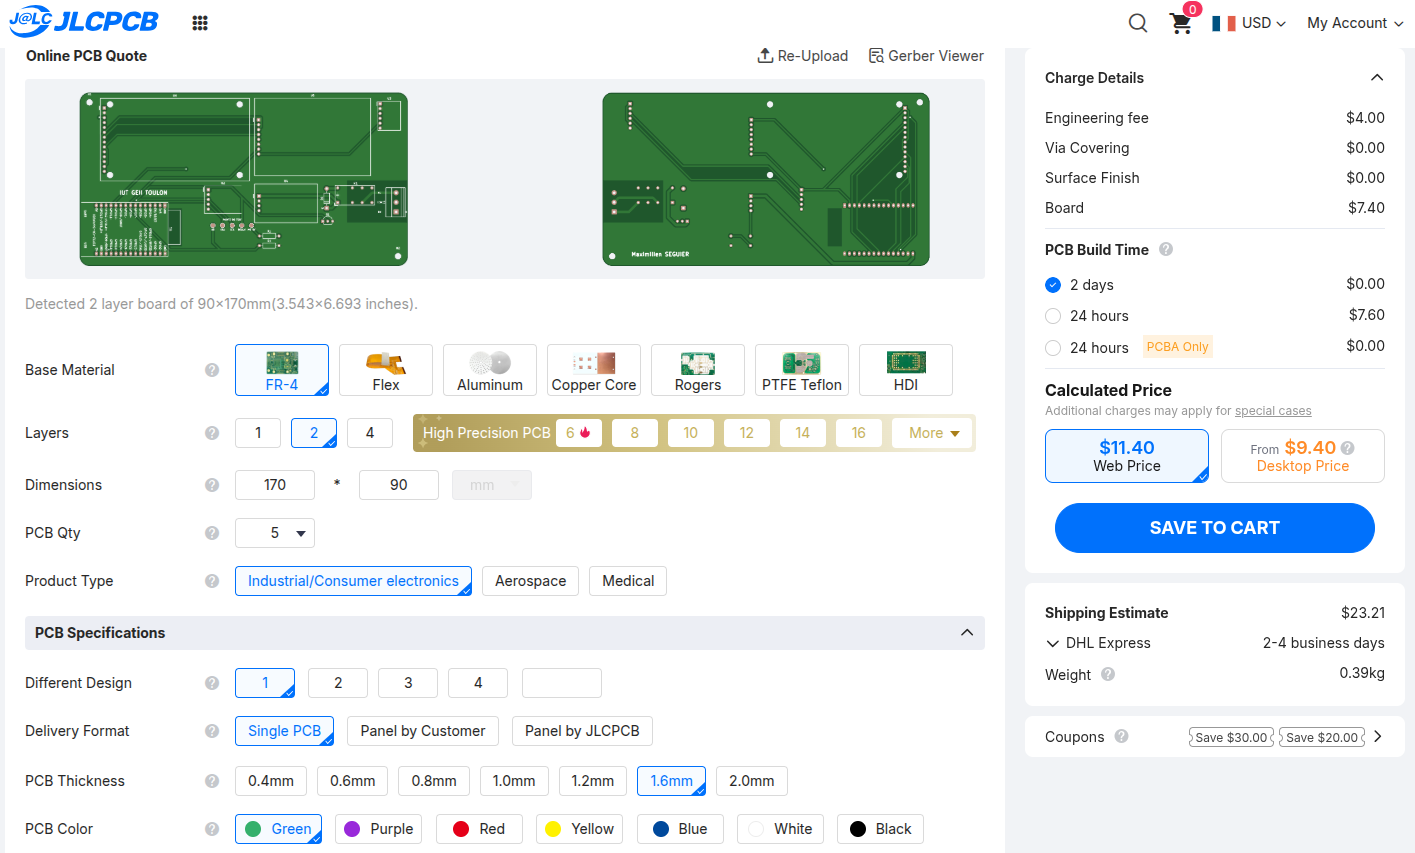 J@LC JLCPCB
0
USD
My Account
Online PCB Quote
Re-Upload
Gerber Viewer
IUT GEII TOULON
Maximilien SEGUIER
Detected 2 layer board of 90×170mm(3.543×6.693 inches).
Base Material
FR-4
Flex
Aluminum
Copper Core
Rogers
PTFE Teflon
HDI
Layers
1
2
4
High Precision PCB
6
8
10
12
14
16
More
Dimensions
170
*
90
mm
PCB Qty
5
Product Type
Industrial/Consumer electronics
Aerospace
Medical
PCB Specifications
Different Design
1
2
3
4
Delivery Format
Single PCB
Panel by Customer
Panel by JLCPCB
PCB Thickness
0.4mm
0.6mm
0.8mm
1.0mm
1.2mm
1.6mm
2.0mm
PCB Color
Green
Purple
Red
Yellow
Blue
White
Black
Charge Details
Engineering fee $4.00
Via Covering $0.00
Surface Finish $0.00
Board $7.40
PCB Build Time
2 days $0.00
24 hours $7.60
24 hours PCBA Only $0.00
Calculated Price
Additional charges may apply for special cases
$11.40
Web Price
From $9.40
Desktop Price
SAVE TO CART
Shipping Estimate $23.21
DHL Express 2-4 business days
Weight 0.39kg
Coupons Save $30.00 Save $20.00